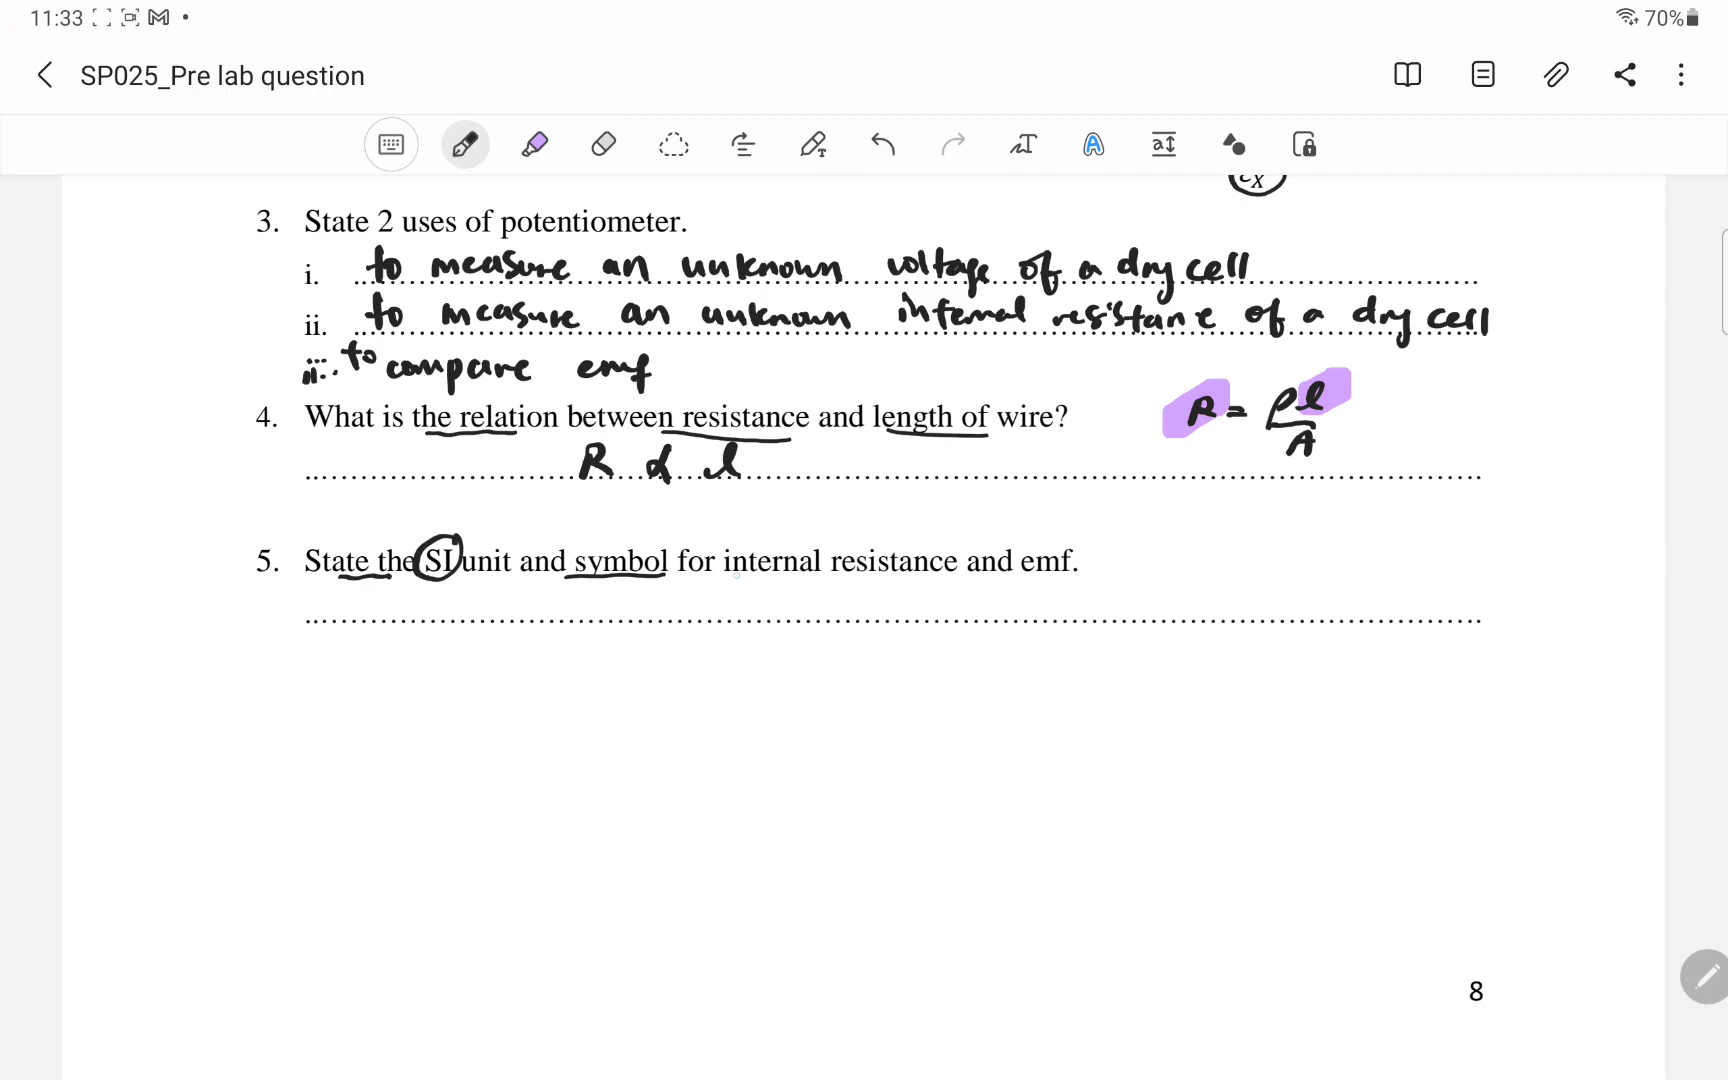 11:33
70%
SP025_Pre lab question
εx
3. State 2 uses of potentiometer.
i. to measure an unknown voltage of a dry cell
ii. to measure an unknown internal resistance of a dry cell
iii. to compare emf
4. What is the relation between resistance and length of wire?
R = ρl/A
R ∝ l
5. State the SI unit and symbol for internal resistance and emf.
8